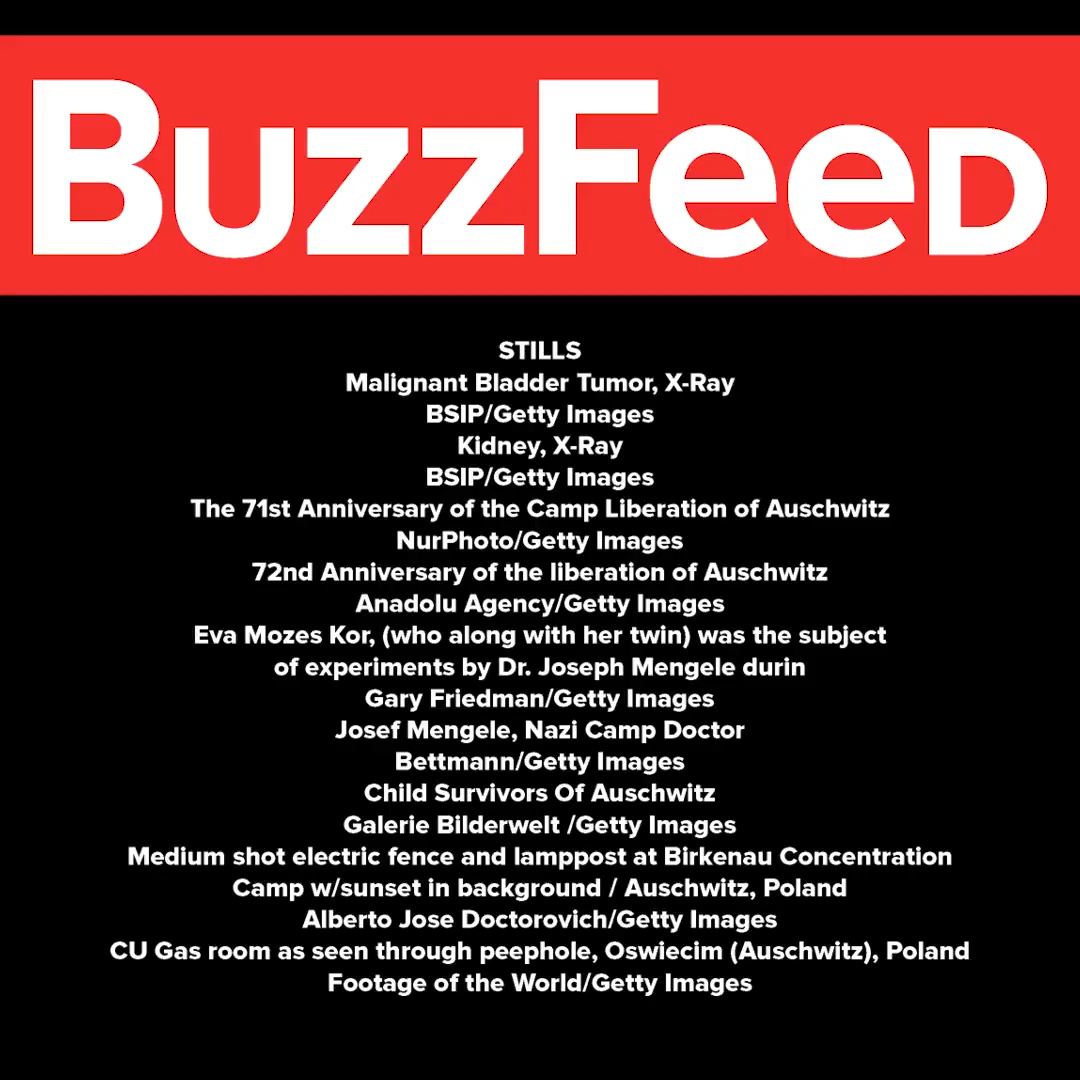 BuzzFeed
STILLS
Malignant Bladder Tumor, X-Ray
BSIP/Getty Images
Kidney, X-Ray
BSIP/Getty Images
The 71st Anniversary of the Camp Liberation of Auschwitz
NurPhoto/Getty Images
72nd Anniversary of the liberation of Auschwitz
Anadolu Agency/Getty Images
Eva Mozes Kor, (who along with her twin) was the subject
of experiments by Dr. Joseph Mengele durin
Gary Friedman/Getty Images
Josef Mengele, Nazi Camp Doctor
Bettmann/Getty Images
Child Survivors Of Auschwitz
Galerie Bilderwelt /Getty Images
Medium shot electric fence and lamppost at Birkenau Concentration
Camp w/sunset in background / Auschwitz, Poland
Alberto Jose Doctorovich/Getty Images
CU Gas room as seen through peephole, Oswiecim (Auschwitz), Poland
Footage of the World/Getty Images